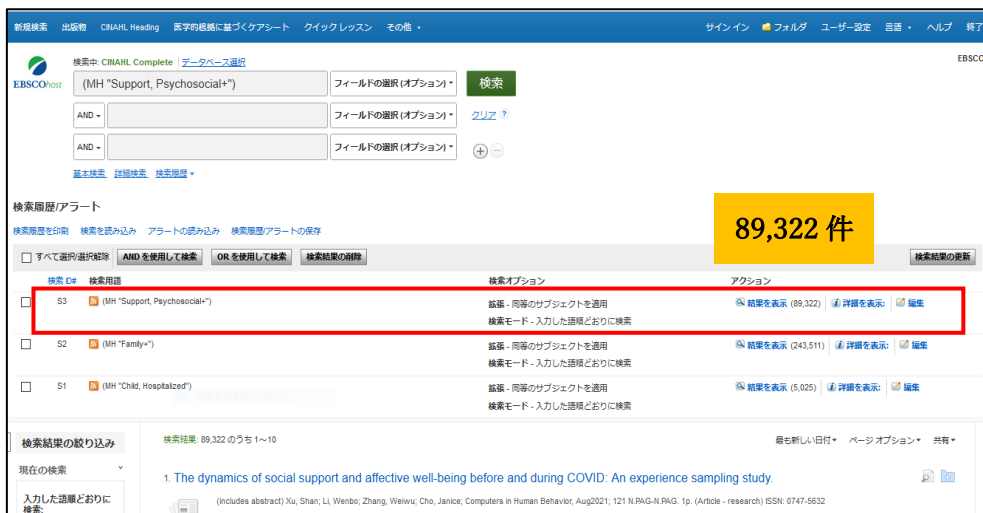 新規検索 出版物 CINAHL Heading 医学的根拠に基づくケアシート クイック レッスン その他 サイン イン フォルダ ユーザー設定 言語 ヘルプ 終了
検索中: CINAHL Complete データベース選択 EBSCO
EBSCOhost (MH "Support, Psychosocial+") フィールドの選択 (オプション) 検索
AND フィールドの選択 (オプション) クリア ?
AND フィールドの選択 (オプション)
基本検索 詳細検索 検索履歴
検索履歴/アラート
89,322 件
検索履歴を印刷 検索を読み込み アラートの読み込み 検索履歴/アラートの保存
すべて選択/選択解除 AND を使用して検索 OR を使用して検索 検索結果の削除 検索結果の更新
検索 ID# 検索用語 検索オプション アクション
S3 (MH "Support, Psychosocial+") 拡張 - 同等のサブジェクトを適用 結果を表示 (89,322) 詳細を表示: 編集
検索モード - 入力した語順どおりに検索
S2 (MH "Family+") 拡張 - 同等のサブジェクトを適用 結果を表示 (243,511) 詳細を表示: 編集
検索モード - 入力した語順どおりに検索
S1 (MH "Child, Hospitalized") 拡張 - 同等のサブジェクトを適用 結果を表示 (5,025) 詳細を表示: 編集
検索モード - 入力した語順どおりに検索
検索結果の絞り込み 検索結果: 89,322 のうち 1~10 最も新しい日付 ページ オプション 共有
現在の検索
1. The dynamics of social support and affective well-being before and during COVID: An experience sampling study.
入力した語順どおりに
検索:
(includes abstract) Xu, Shan; Li, Wenbo; Zhang, Weiwu; Cho, Janice; Computers in Human Behavior, Aug2021; 121 N.PAG-N.PAG. 1p. (Article - research) ISSN: 0747-5632